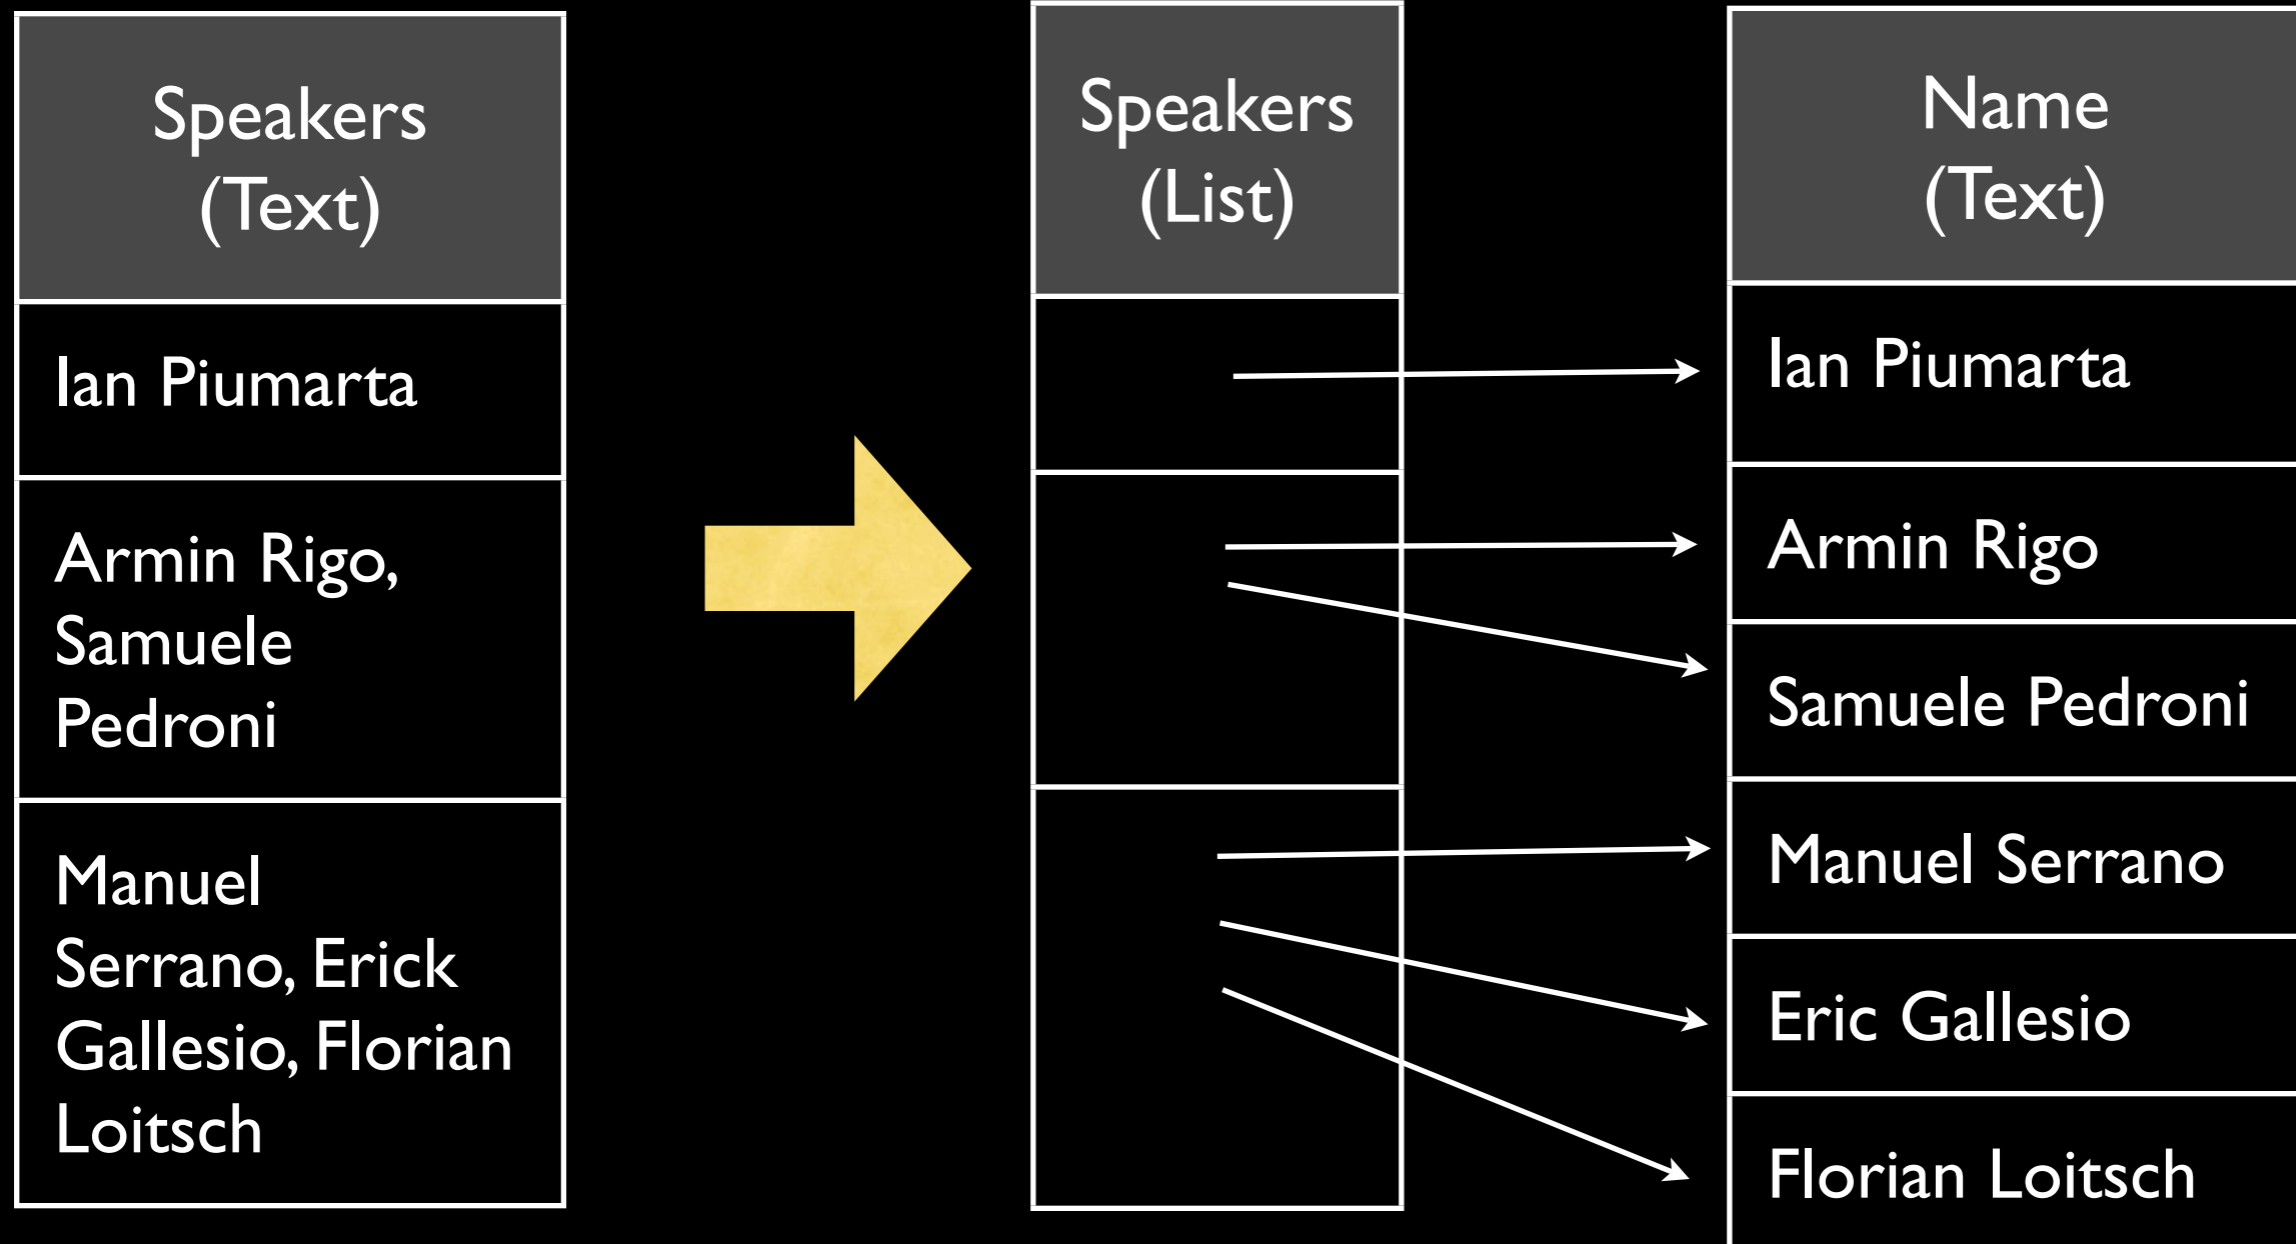 Speakers
(Text)
Ian Piumarta
Armin Rigo,
Samuele
Pedroni
Manuel
Serrano, Erick
Gallesio, Florian
Loitsch
Speakers
(List)
Name
(Text)
Ian Piumarta
Armin Rigo
Samuele Pedroni
Manuel Serrano
Eric Gallesio
Florian Loitsch